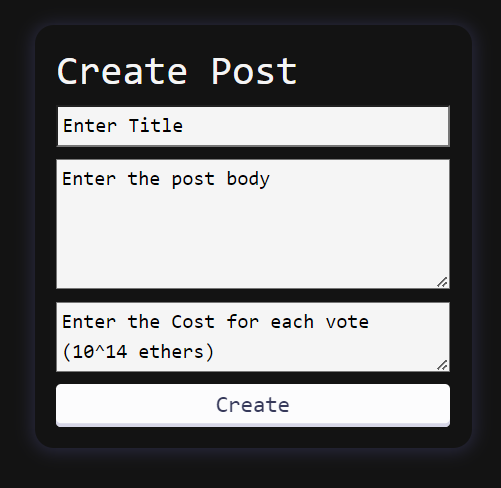 Create Post
Enter Title
Enter the post body
Enter the Cost for each vote
(10^14 ethers)
Create